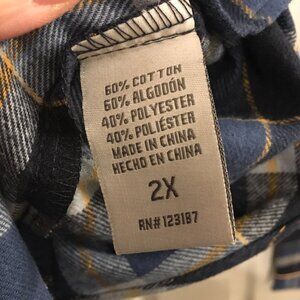 60% COTTON
60% ALGODÓN
40% POLYESTER
40% POLIÉSTER
MADE IN CHINA
HECHO EN CHINA
2X
RN# 123187